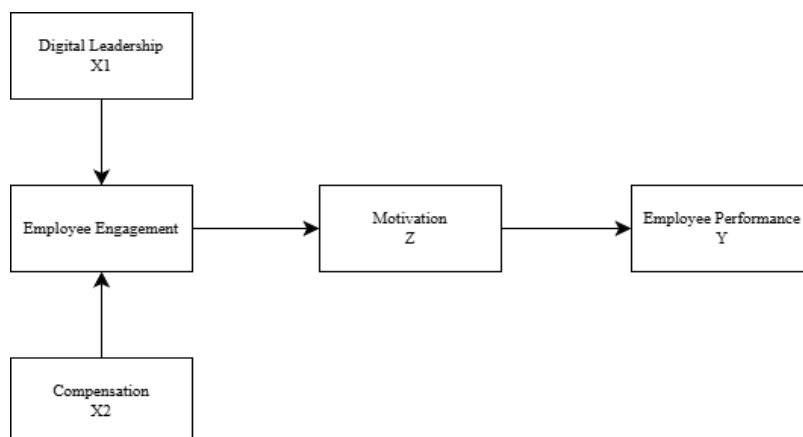 Digital Leadership
X1
Employee Engagement
Motivation
Z
Employee Performance
Y
Compensation
X2